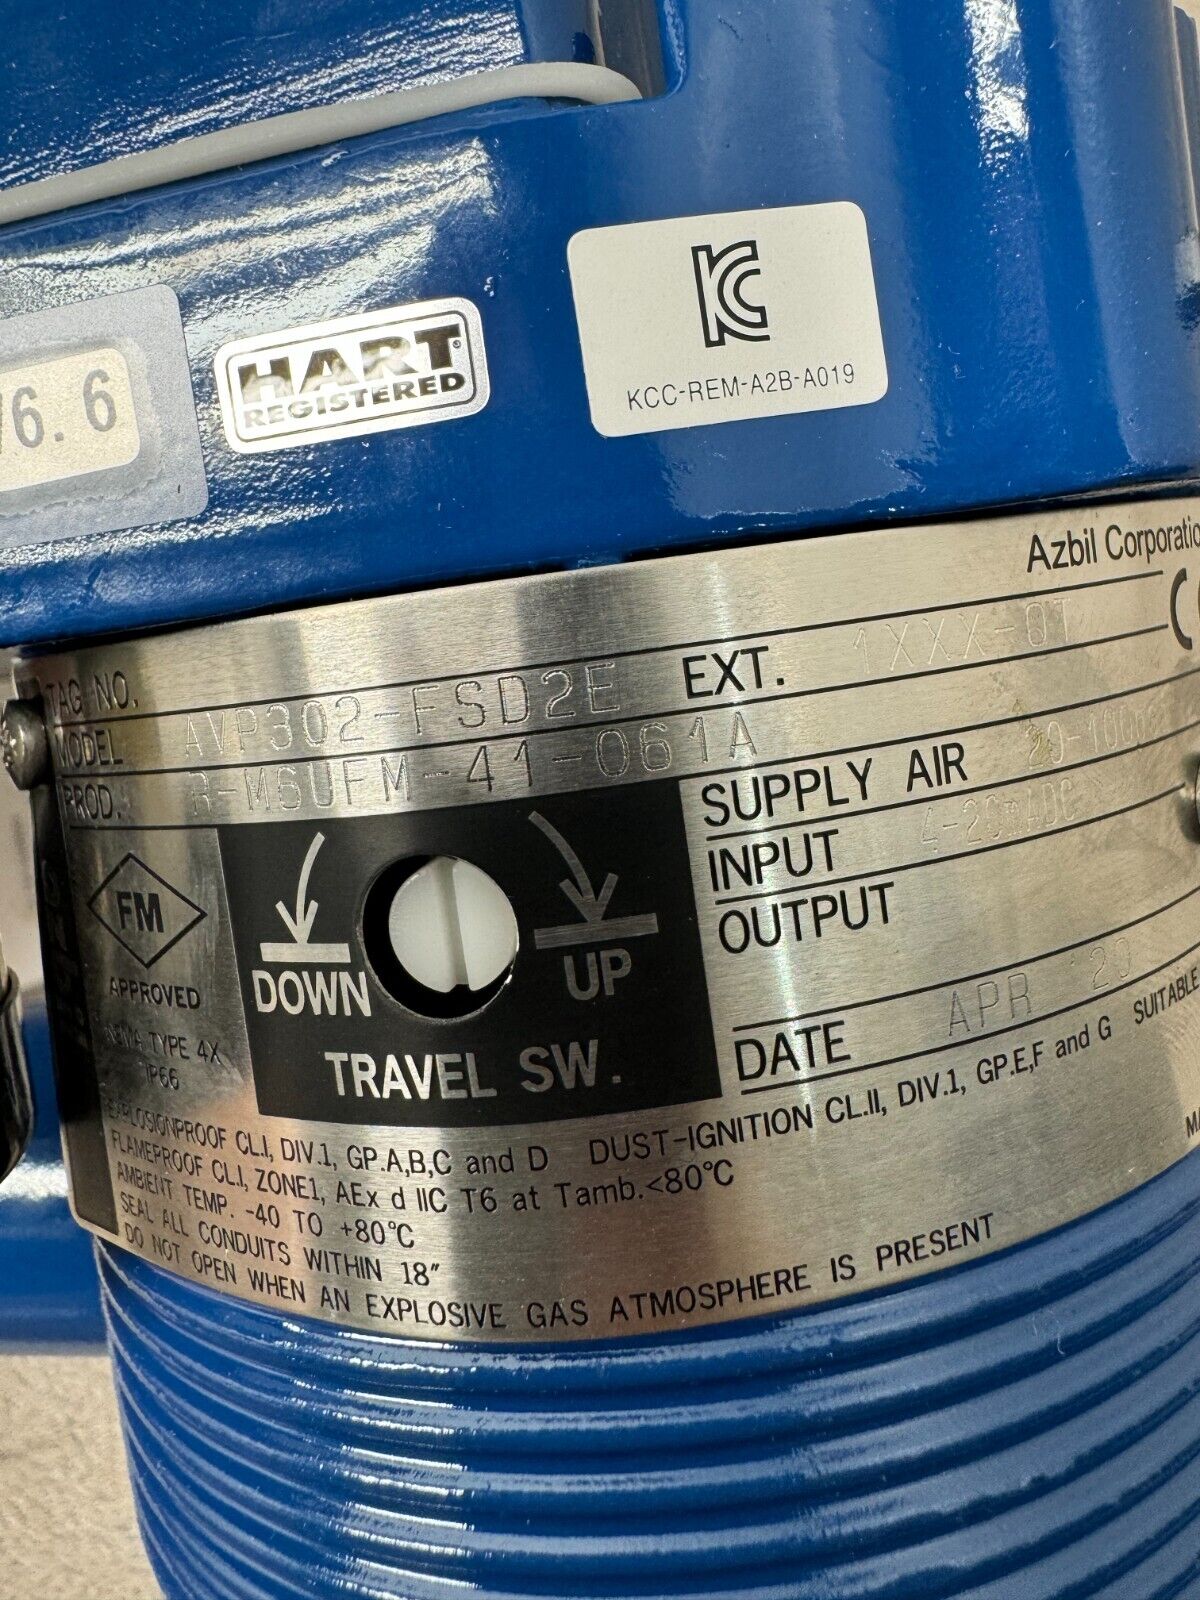 6.6
HART
REGISTERED
KC
KCC-REM-A2B-A019
Azbil Corporatio
TAG NO.
MODEL AVP302-FSD2E EXT. 1XXX-0T
PROD. R-M6UFM-41-061A
SUPPLY AIR
INPUT 4-20mADC
OUTPUT
DATE APR 20
FM
APPROVED
NEMA TYPE 4X
IP66
DOWN
UP
TRAVEL SW.
EXPLOSIONPROOF CL.I, DIV.1, GP.A,B,C and D DUST-IGNITION CL.II, DIV.1, GP.E,F and G SUITABLE
FLAMEPROOF CL.I, ZONE1, AEx d IIC T6 at Tamb.<80°C
AMBIENT TEMP. -40 TO +80°C
SEAL ALL CONDUITS WITHIN 18"
DO NOT OPEN WHEN AN EXPLOSIVE GAS ATMOSPHERE IS PRESENT